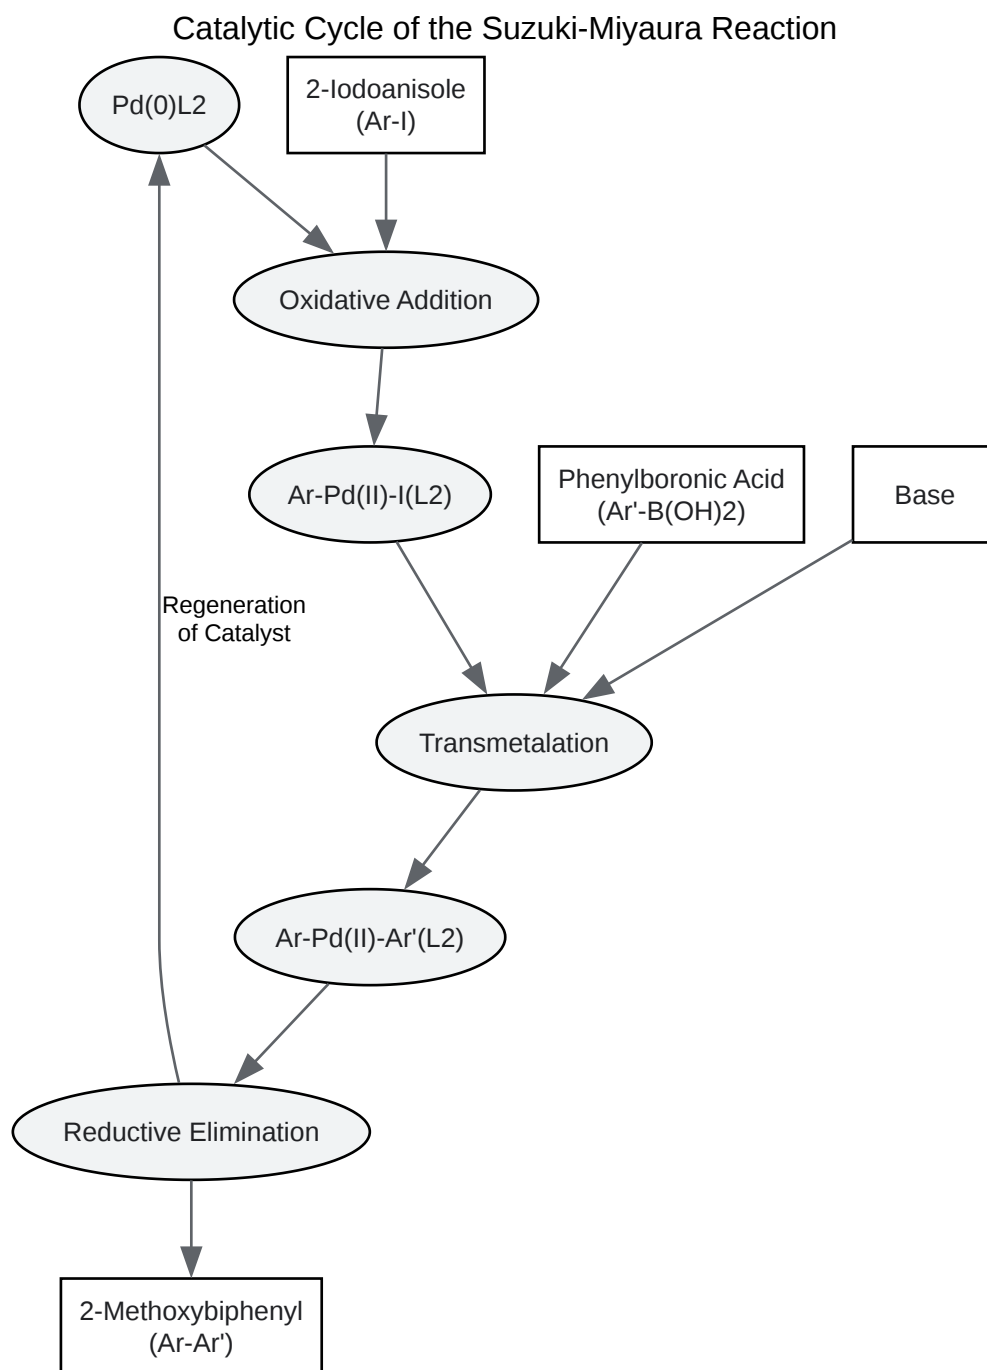 Catalytic Cycle of the Suzuki-Miyaura Reaction
Pd(0)L2
2-Iodoanisole
(Ar-I)
Oxidative Addition
Ar-Pd(II)-I(L2)
Phenylboronic Acid
(Ar'-B(OH)2)
Base
Regeneration
of Catalyst
Transmetalation
Ar-Pd(II)-Ar'(L2)
Reductive Elimination
2-Methoxybiphenyl
(Ar-Ar')